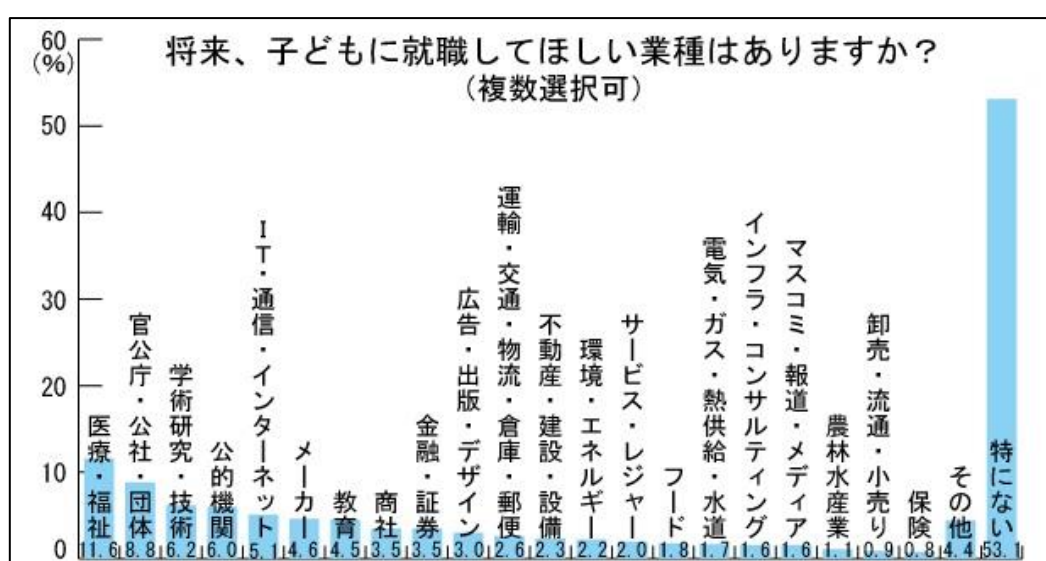 将来、子どもに就職してほしい業種はありますか？
（複数選択可）
60
(%)
50
40
30
20
10
0
医療・福祉
官公庁・公社・団体
学術研究・技術
公的機関
IT・通信・インターネット
メーカー
教育
商社
金融・証券
広告・出版・デザイン
運輸・交通・物流・倉庫・郵便
不動産・建設・設備
環境・エネルギー
サービス・レジャー
フード
電気・ガス・熱供給・水道
インフラ・コンサルティング
マスコミ・報道・メディア
農林水産業
卸売・流通・小売り
保険
その他
特にない
11.6 8.8 6.2 6.0 5.1 4.6 4.5 3.5 3.5 3.0 2.6 2.3 2.2 2.0 1.8 1.7 1.6 1.6 1.1 0.9 0.8 4.4 53.1